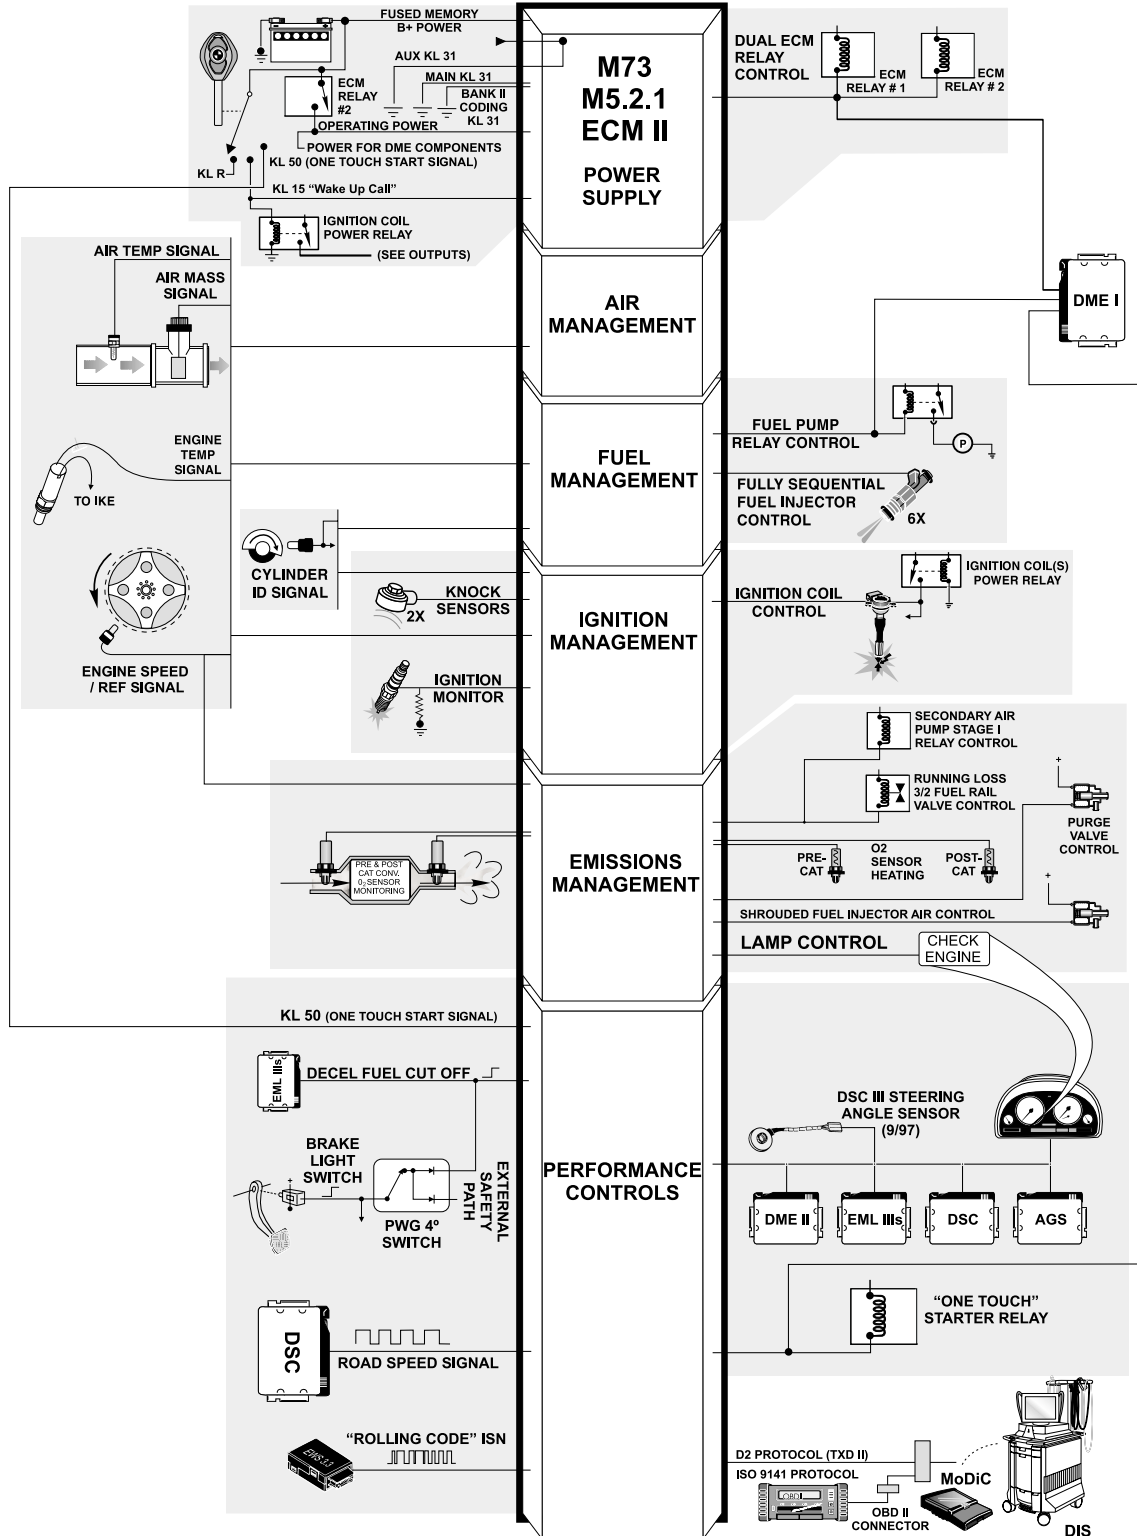 FUSED MEMORY
B+ POWER
AUX KL 31
MAIN KL 31
BANK II
CODING
KL 31
ECM
RELAY
#2
OPERATING POWER
POWER FOR DME COMPONENTS
KL 50 (ONE TOUCH START SIGNAL)
KL R
KL 15 “Wake Up Call”
IGNITION COIL
POWER RELAY
(SEE OUTPUTS)
M73
M5.2.1
ECM II
POWER
SUPPLY
DUAL ECM
RELAY
CONTROL
ECM
RELAY # 1
ECM
RELAY # 2
DME I
AIR TEMP SIGNAL
AIR MASS
SIGNAL
AIR
MANAGEMENT
ENGINE
TEMP
SIGNAL
TO IKE
FUEL
MANAGEMENT
FUEL PUMP
RELAY CONTROL
P
FULLY SEQUENTIAL
FUEL INJECTOR
CONTROL
6X
CYLINDER
ID SIGNAL
KNOCK
SENSORS
2X
ENGINE SPEED
/ REF SIGNAL
IGNITION
MONITOR
IGNITION
MANAGEMENT
IGNITION COIL
CONTROL
IGNITION COIL(S)
POWER RELAY
SECONDARY AIR
PUMP STAGE I
RELAY CONTROL
RUNNING LOSS
3/2 FUEL RAIL
VALVE CONTROL
+
PURGE
VALVE
CONTROL
PRE-
CAT
O2
SENSOR
HEATING
POST-
CAT
+
SHROUDED FUEL INJECTOR AIR CONTROL
LAMP CONTROL
CHECK
ENGINE
EMISSIONS
MANAGEMENT
PRE & POST
CAT CONV.
O2 SENSOR
MONITORING
KL 50 (ONE TOUCH START SIGNAL)
EML IIIs
DECEL FUEL CUT OFF
BRAKE
LIGHT
SWITCH
+
PWG 4º
SWITCH
EXTERNAL
SAFETY
PATH
PERFORMANCE
CONTROLS
DSC III STEERING
ANGLE SENSOR
(9/97)
DME II
EML IIIs
DSC
AGS
“ONE TOUCH”
STARTER RELAY
DSC
ROAD SPEED SIGNAL
“ROLLING CODE” ISN
EWS 3.3
D2 PROTOCOL (TXD II)
ISO 9141 PROTOCOL
OBD II
OBD II
CONNECTOR
MoDiC
DIS